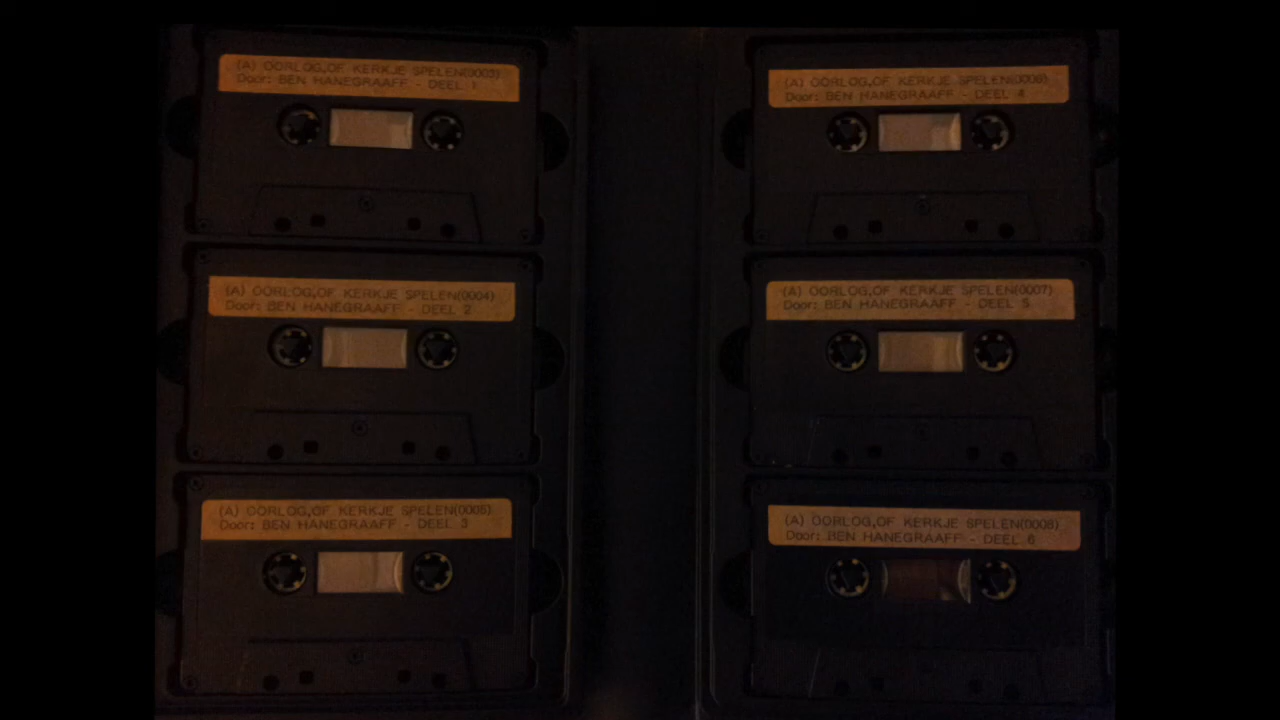 (A) OORLOG,OF KERKJE SPELEN(0003)
Door: BEN HANEGRAAFF - DEEL 1
(A) OORLOG,OF KERKJE SPELEN(0004)
Door: BEN HANEGRAAFF - DEEL 2
(A) OORLOG,OF KERKJE SPELEN(0005)
Door: BEN HANEGRAAFF - DEEL 3
(A) OORLOG,OF KERKJE SPELEN(0006)
Door: BEN HANEGRAAFF - DEEL 4
(A) OORLOG,OF KERKJE SPELEN(0007)
Door: BEN HANEGRAAFF - DEEL 5
(A) OORLOG,OF KERKJE SPELEN(0008)
Door: BEN HANEGRAAFF - DEEL 6